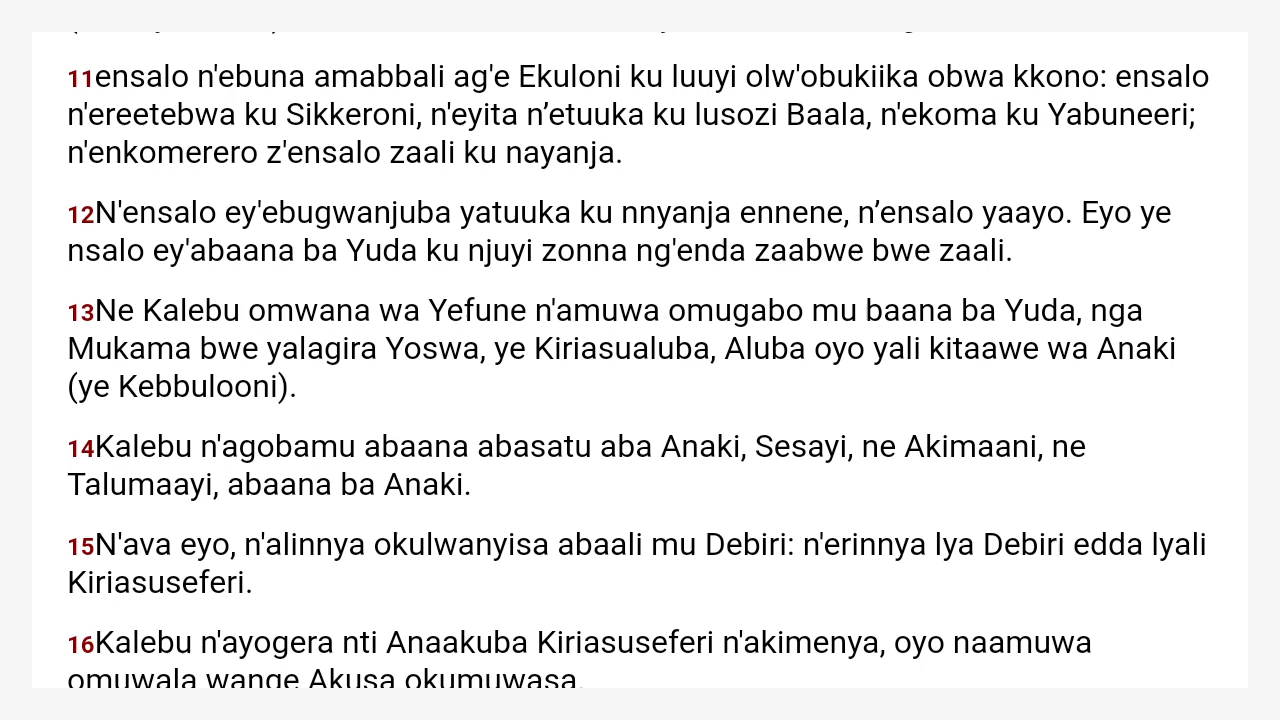 11ensalo n'ebuna amabbali ag'e Ekuloni ku luuyi olw'obukiika obwa kkono: ensalo
n'ereetebwa ku Sikkeroni, n'eyita n’etuuka ku lusozi Baala, n'ekoma ku Yabuneeri;
n'enkomerero z'ensalo zaali ku nayanja.
12N'ensalo ey'ebugwanjuba yatuuka ku nnyanja ennene, n’ensalo yaayo. Eyo ye
nsalo ey'abaana ba Yuda ku njuyi zonna ng'enda zaabwe bwe zaali.
13Ne Kalebu omwana wa Yefune n'amuwa omugabo mu baana ba Yuda, nga
Mukama bwe yalagira Yoswa, ye Kiriasualuba, Aluba oyo yali kitaawe wa Anaki
(ye Kebbulooni).
14Kalebu n'agobamu abaana abasatu aba Anaki, Sesayi, ne Akimaani, ne
Talumaayi, abaana ba Anaki.
15N'ava eyo, n'alinnya okulwanyisa abaali mu Debiri: n'erinnya lya Debiri edda lyali
Kiriasuseferi.
16Kalebu n'ayogera nti Anaakuba Kiriasuseferi n'akimenya, oyo naamuwa
omuwala wange Akusa okumuwasa.